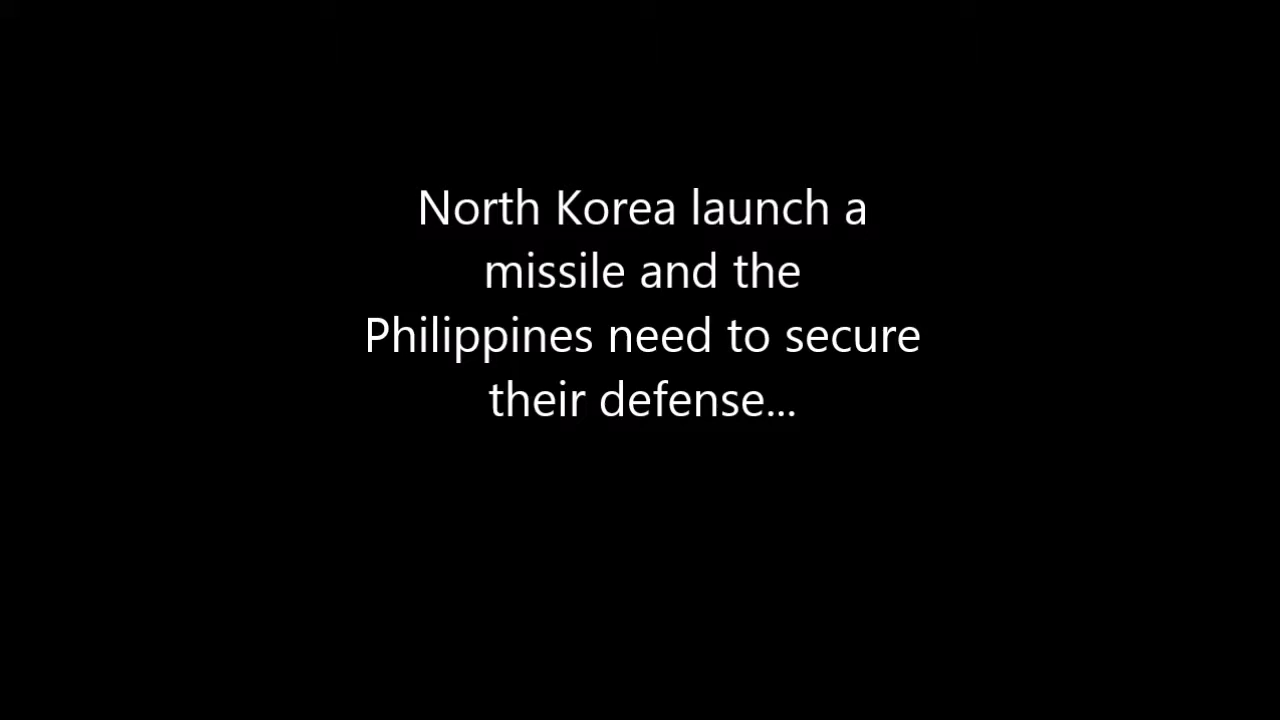 North Korea launch a
missile and the
Philippines need to secure
their defense...